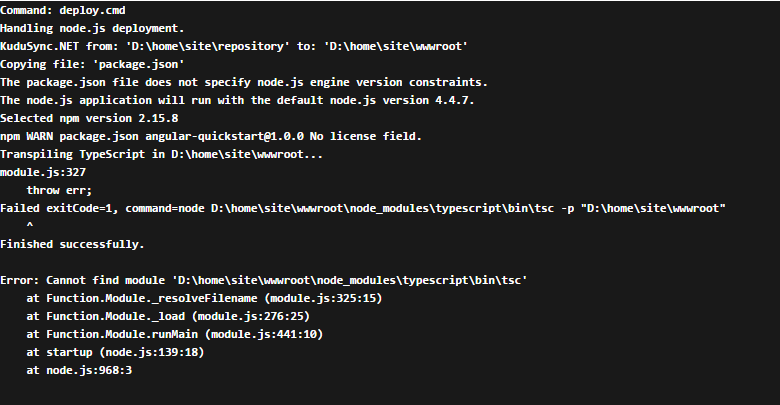 Command: deploy.cmd
Handling node.js deployment.
KuduSync.NET from: 'D:\home\site\repository' to: 'D:\home\site\wwwroot'
Copying file: 'package.json'
The package.json file does not specify node.js engine version constraints.
The node.js application will run with the default node.js version 4.4.7.
Selected npm version 2.15.8
npm WARN package.json angular-quickstart@1.0.0 No license field.
Transpiling TypeScript in D:\home\site\wwwroot...
module.js:327
    throw err;
Failed exitCode=1, command=node D:\home\site\wwwroot\node_modules\typescript\bin\tsc -p "D:\home\site\wwwroot"
    ^
Finished successfully.

Error: Cannot find module 'D:\home\site\wwwroot\node_modules\typescript\bin\tsc'
    at Function.Module._resolveFilename (module.js:325:15)
    at Function.Module._load (module.js:276:25)
    at Function.Module.runMain (module.js:441:10)
    at startup (node.js:139:18)
    at node.js:968:3